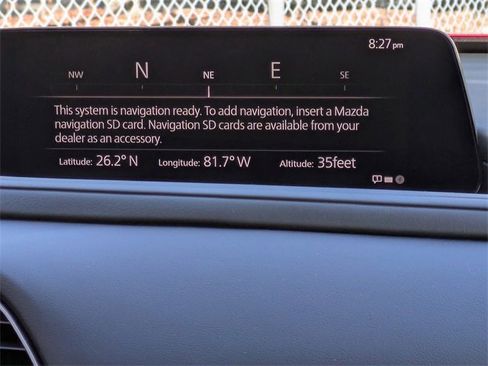 8:27pm
NW N NE E SE
This system is navigation ready. To add navigation, insert a Mazda
navigation SD card. Navigation SD cards are available from your
dealer as an accessory.
Latitude: 26.2° N Longitude: 81.7° W Altitude: 35feet